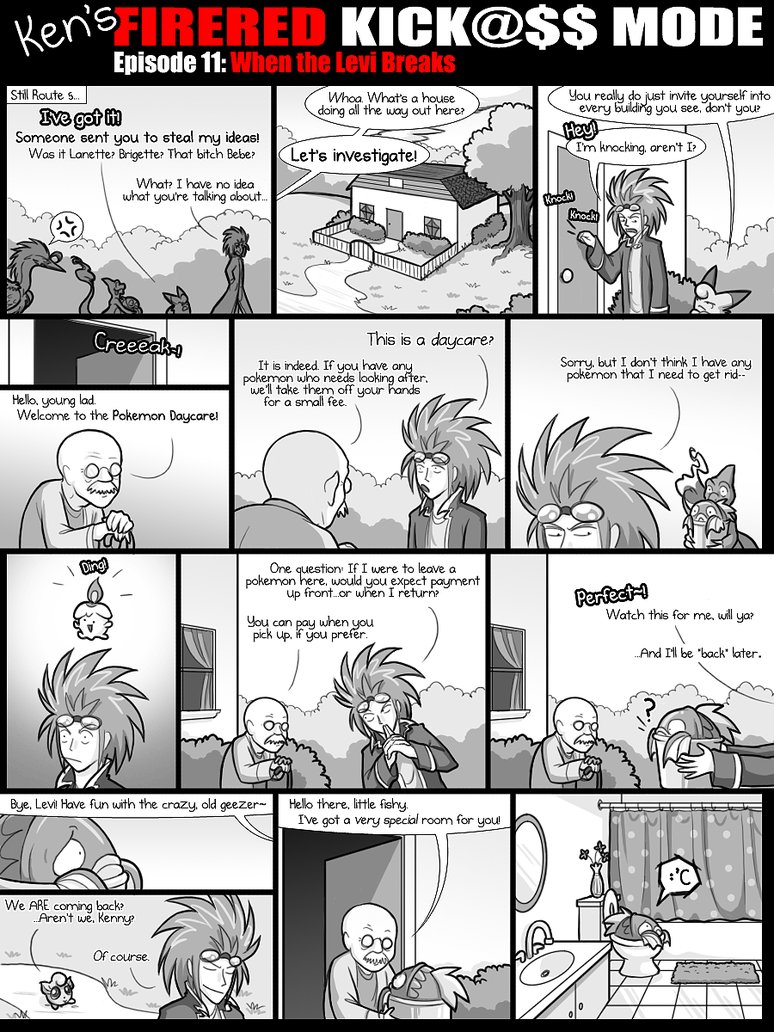 Ken's FIRERED KICK@$$ MODE
Episode 11: When the Levi Breaks
Still Route 5...
I've got it!
Someone sent you to steal my ideas!
Was it Lanette? Brigette? That bitch Bebe?
What? I have no idea
what you're talking about...
Whoa. What's a house
doing all the way out here?
Let's investigate!
You really do just invite yourself into
every building you see, don't you?
Hey!
I'm knocking, aren't I?
Knock!
Knock!
Creeeak~!
Hello, young lad.
Welcome to the Pokemon Daycare!
This is a daycare?
It is indeed. If you have any
pokemon who needs looking after,
we'll take them off your hands
for a small fee.
Sorry, but I don't think I have any
pokemon that I need to get rid--
Ding!
One question: If I were to leave a
pokemon here, would you expect payment
up front...or when I return?
You can pay when you
pick up, if you prefer.
Perfect~!
Watch this for me, will ya?
...And I'll be "back" later.
?
Bye, Levi! Have fun with the crazy, old geezer~
We ARE coming back?
...Aren't we, Kenny?
Of course.
Hello there, little fishy.
I've got a very special room for you!
:'C